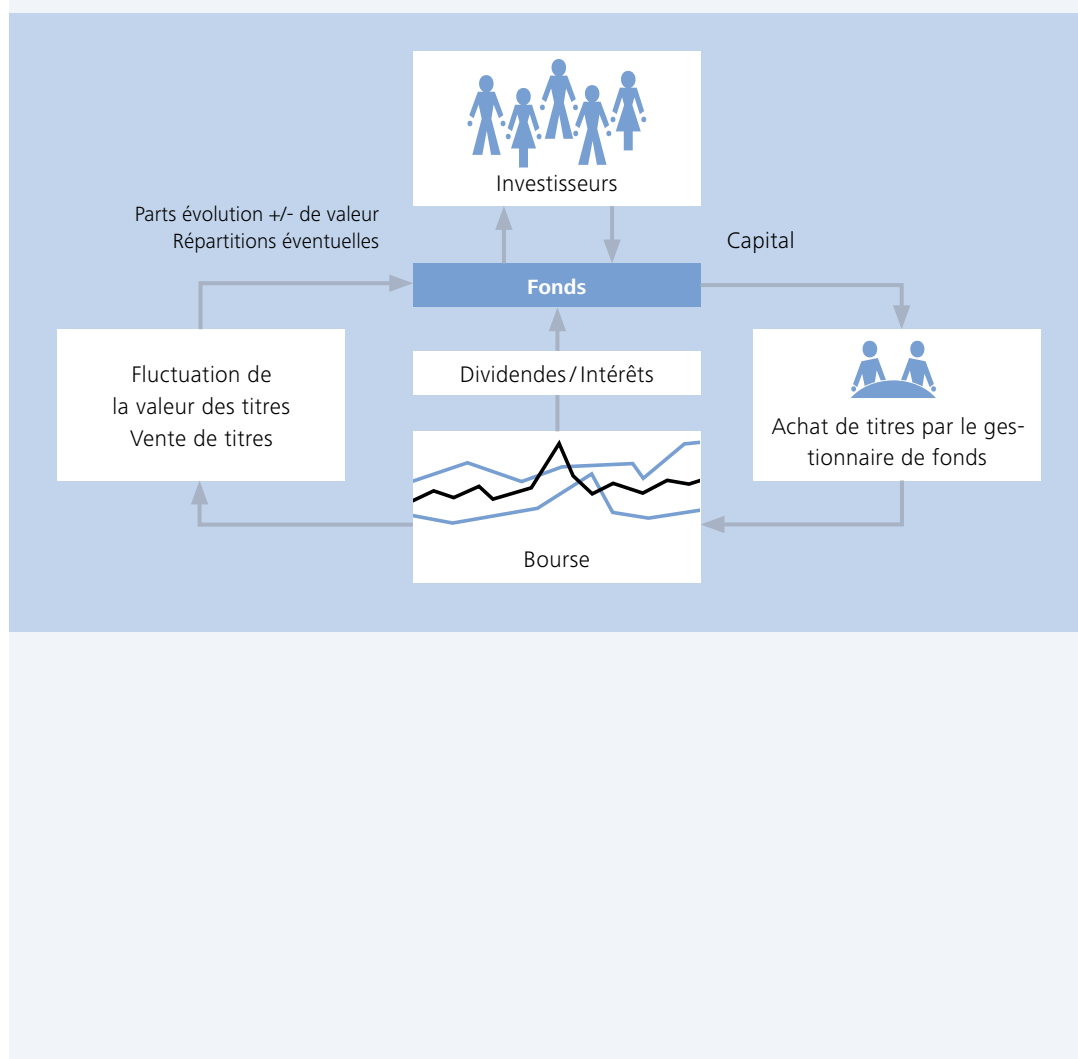 Investisseurs
Parts évolution +/- de valeur
Répartitions éventuelles
Capital
Fonds
Fluctuation de
la valeur des titres
Vente de titres
Dividendes / Intérêts
Achat de titres par le ges-
tionnaire de fonds
Bourse